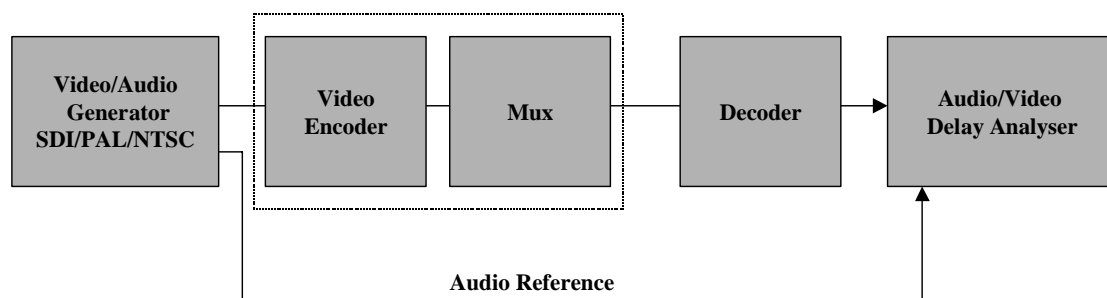 Video/Audio
Generator
SDI/PAL/NTSC
Video
Encoder
Mux
Decoder
Audio/Video
Delay Analyser
Audio Reference